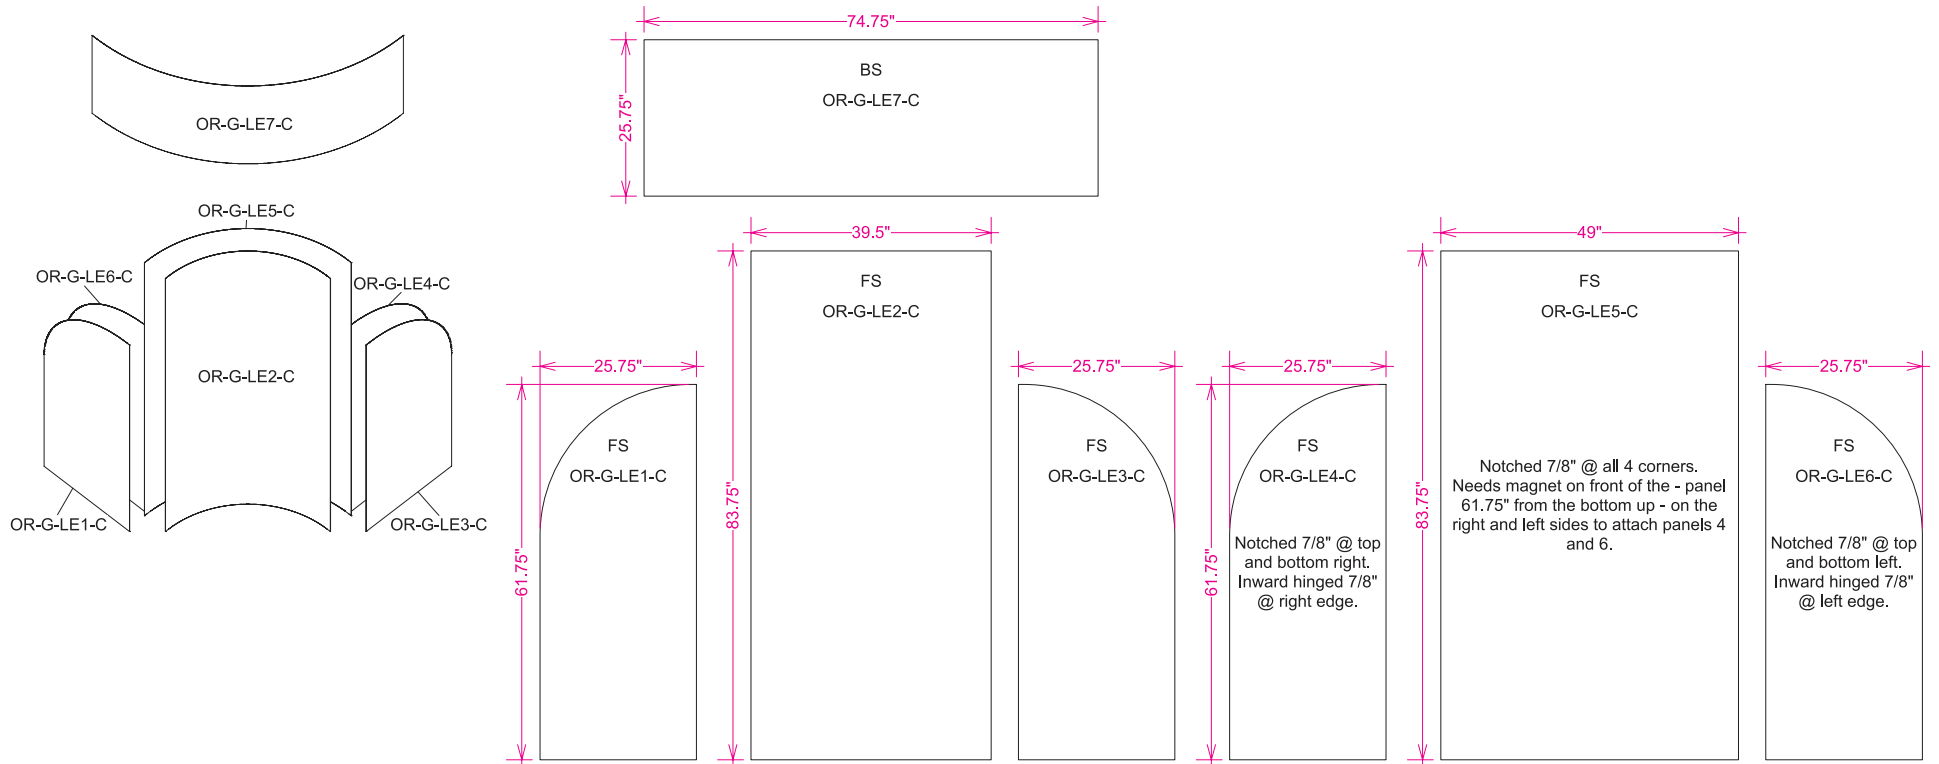 OR-G-LE7-C
OR-G-LE5-C
OR-G-LE6-C
OR-G-LE4-C
OR-G-LE2-C
OR-G-LE1-C
OR-G-LE3-C
74.75"
25.75"
BS
OR-G-LE7-C
39.5"
83.75"
FS
OR-G-LE2-C
25.75"
61.75"
FS
OR-G-LE1-C
25.75"
FS
OR-G-LE3-C
25.75"
61.75"
FS
OR-G-LE4-C
Notched 7/8" @ top
and bottom right.
Inward hinged 7/8"
@ right edge.
49"
83.75"
FS
OR-G-LE5-C
Notched 7/8" @ all 4 corners.
Needs magnet on front of the - panel
61.75" from the bottom up - on the
right and left sides to attach panels 4
and 6.
25.75"
FS
OR-G-LE6-C
Notched 7/8" @ top
and bottom left.
Inward hinged 7/8"
@ left edge.